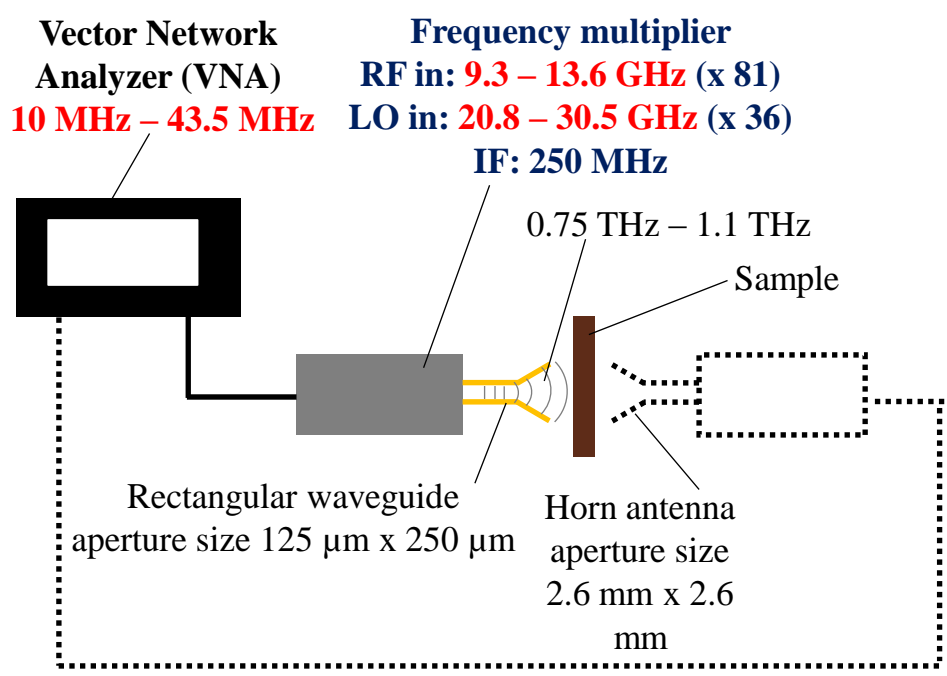 Vector Network
Analyzer (VNA)
10 MHz – 43.5 MHz
Frequency multiplier
RF in: 9.3 – 13.6 GHz (x 81)
LO in: 20.8 – 30.5 GHz (x 36)
IF: 250 MHz
0.75 THz – 1.1 THz
Sample
Rectangular waveguide
aperture size 125 µm x 250 µm
Horn antenna
aperture size
2.6 mm x 2.6
mm